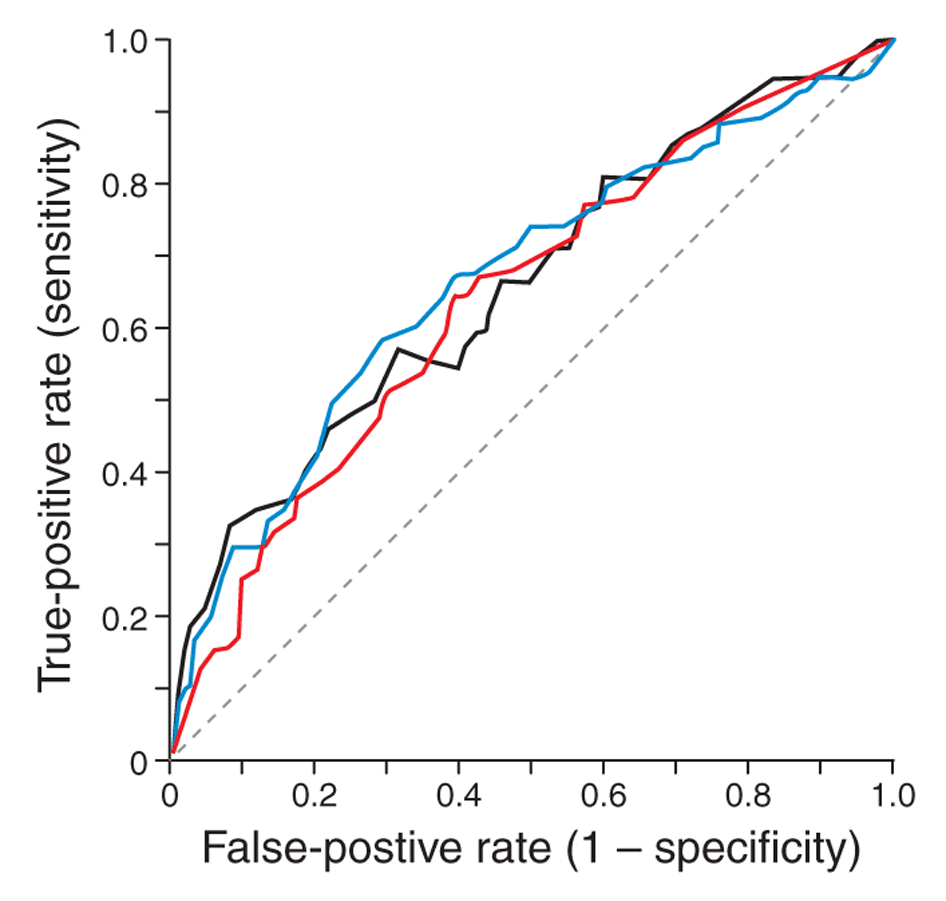 True-positive rate (sensitivity)
1.0
0.8
0.6
0.4
0.2
0
0 0.2 0.4 0.6 0.8 1.0
False-postive rate (1 – specificity)